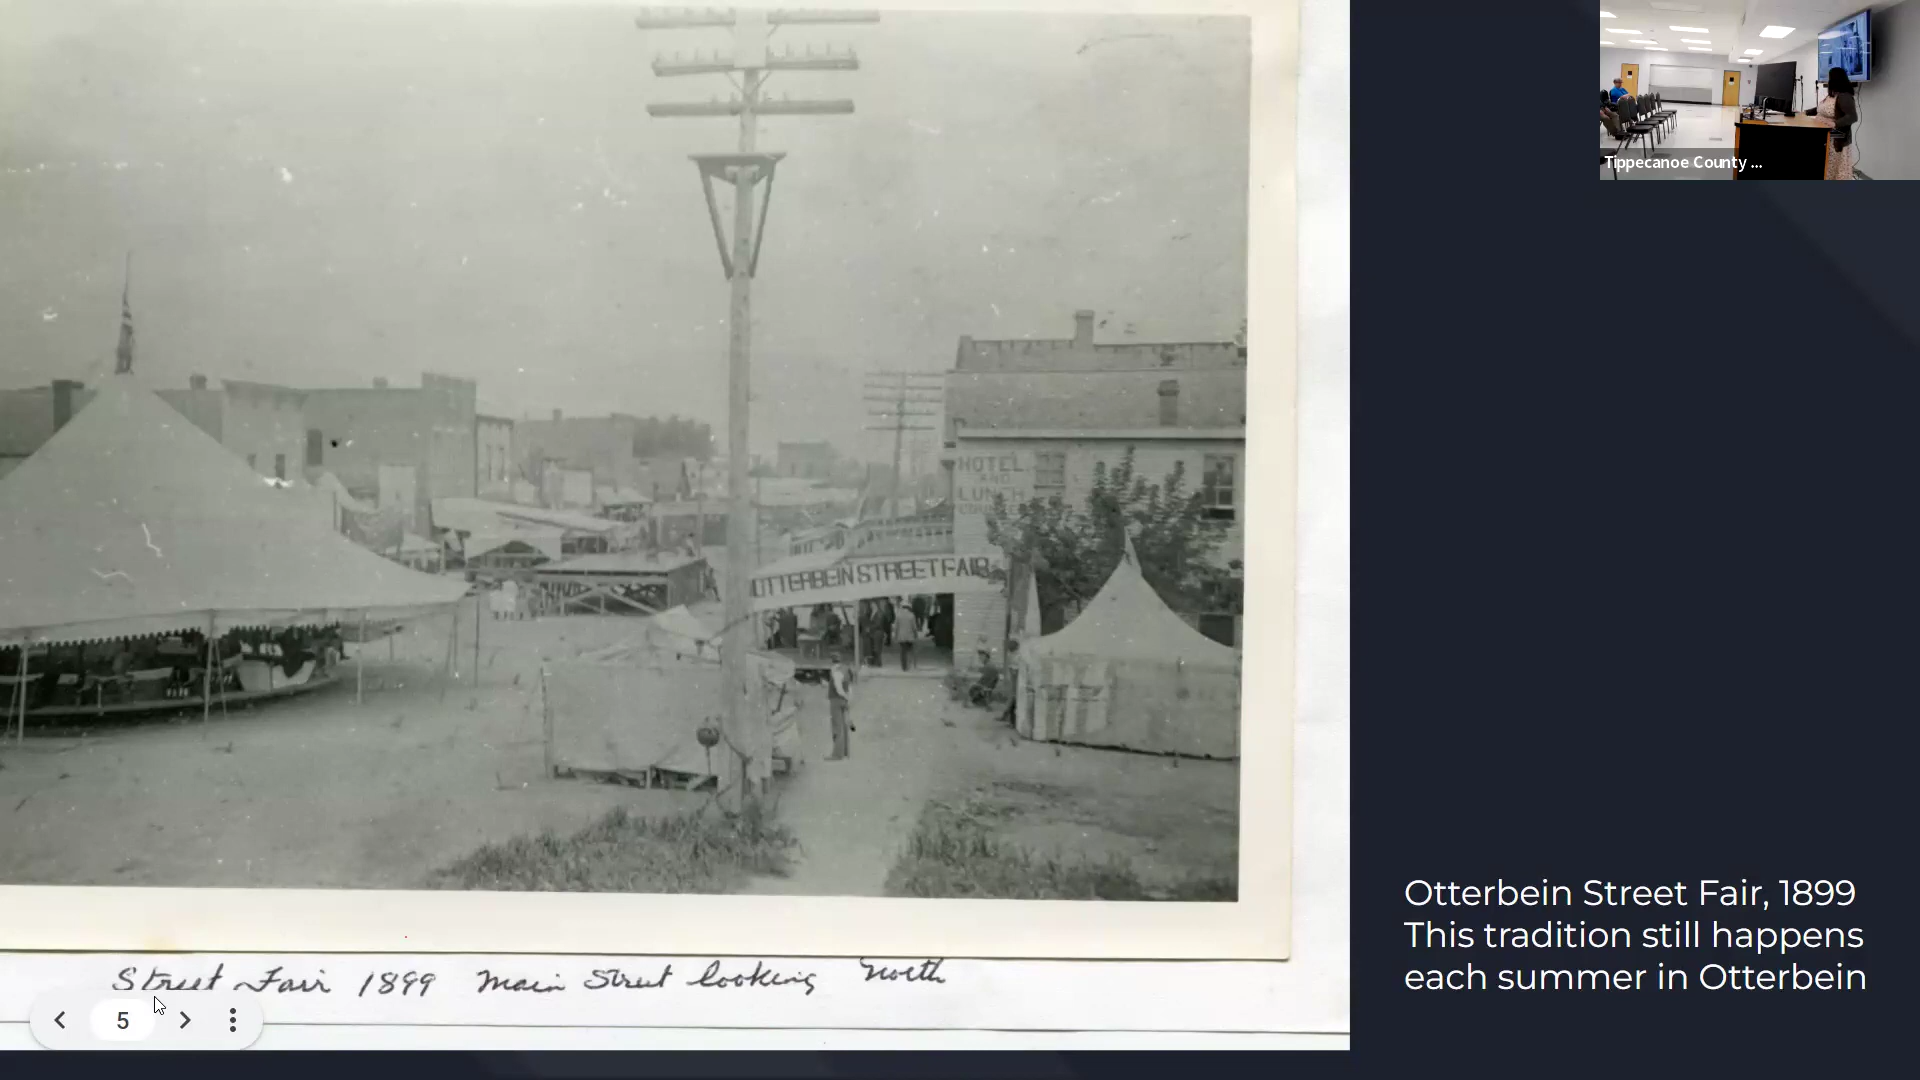 HOTEL
AND
LUNCH
OTTERBEIN STREET FAIR
Street Fair 1899 Main Street looking North
5
Tippecanoe County ...
Otterbein Street Fair, 1899
This tradition still happens
each summer in Otterbein